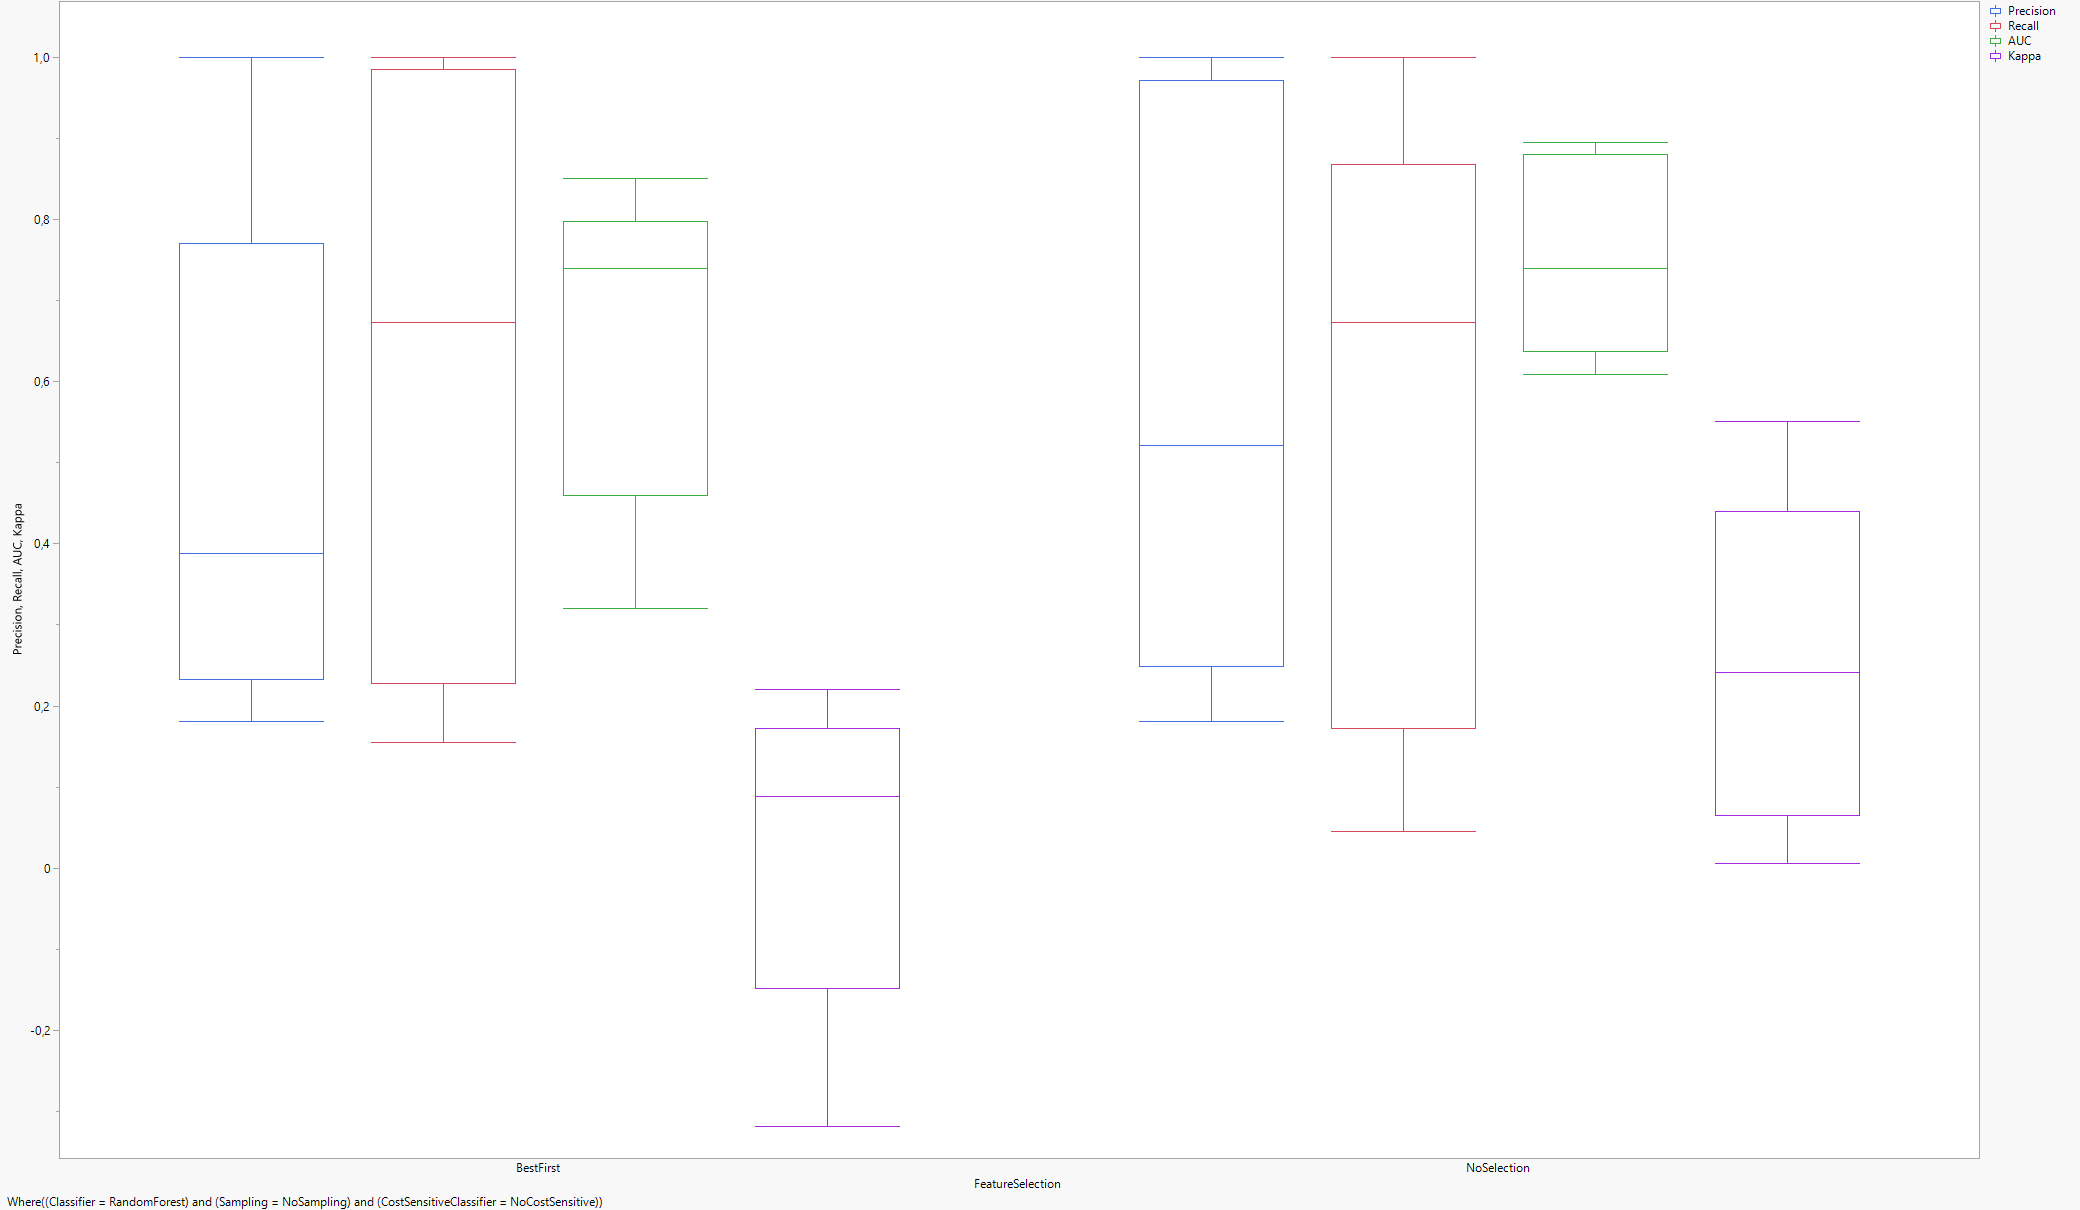 Precision
Recall
AUC
Kappa
1,0
0,8
0,6
0,4
0,2
0
-0,2
Precision, Recall, AUC, Kappa
BestFirst
NoSelection
FeatureSelection
Where((Classifier = RandomForest) and (Sampling = NoSampling) and (CostSensitiveClassifier = NoCostSensitive))